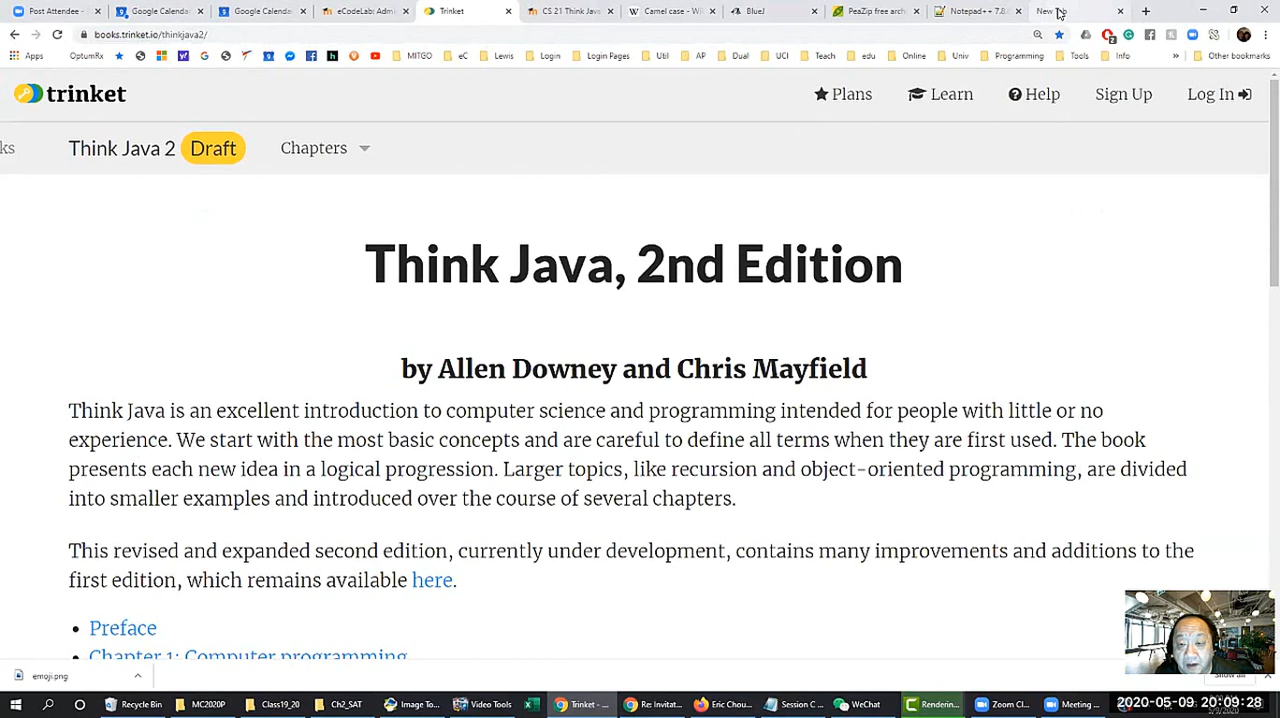 Post Attendee -
Google Calenda
Google Calenda
eCodeLab: Admi
Trinket
CS 21 Think Java
Camel case - Wi
BlueJ
PeaZip free arch
Notepad++ 7.8.
New Tab
books.trinket.io/thinkjava2/
Apps
OptumRx
MITGO
eC
Lewis
Login
Login Pages
Util
AP
Dual
UCI
Teach
edu
Online
Univ
Programming
Tools
Info
»
Other bookmarks
trinket
Plans
Learn
Help
Sign Up
Log In
ks
Think Java 2 Draft
Chapters
Think Java, 2nd Edition
by Allen Downey and Chris Mayfield
Think Java is an excellent introduction to computer science and programming intended for people with little or no
experience. We start with the most basic concepts and are careful to define all terms when they are first used. The book
presents each new idea in a logical progression. Larger topics, like recursion and object-oriented programming, are divided
into smaller examples and introduced over the course of several chapters.
This revised and expanded second edition, currently under development, contains many improvements and additions to the
first edition, which remains available here.
• Preface
• Chapter 1: Computer programming
emoji.png
Show all
Recycle Bin
MC2020P
Class19_20
Ch2_SAT
Image To...
Video Tools
Trinket - ...
Re: Invitat...
Eric Chou...
Session C ...
WeChat
Renderin...
Zoom Cl...
Meeting ...
2020-05-09 20:09:28